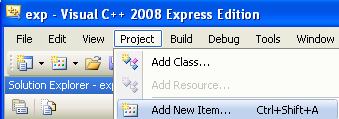 exp - Visual C++ 2008 Express Edition
File Edit View Project Build Debug Tools Window
Add Class...
Add Resource...
Solution Explorer - exp
Add New Item... Ctrl+Shift+A